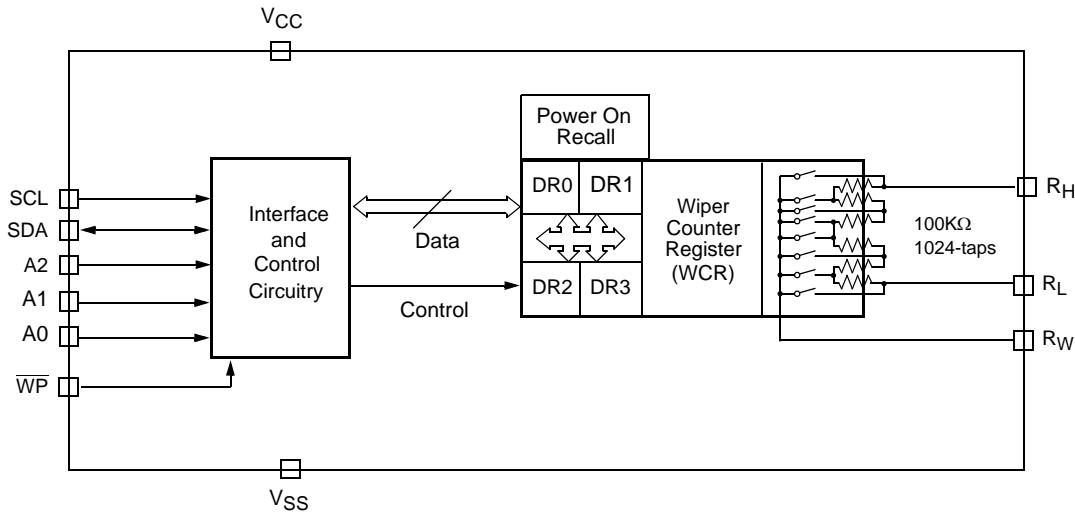 VCC
Power On
Recall
SCL
SDA
A2
A1
A0
WP
Interface
and
Control
Circuitry
Data
Control
DR0 DR1
DR2 DR3
Wiper
Counter
Register
(WCR)
100KΩ
1024-taps
RH
RL
RW
VSS